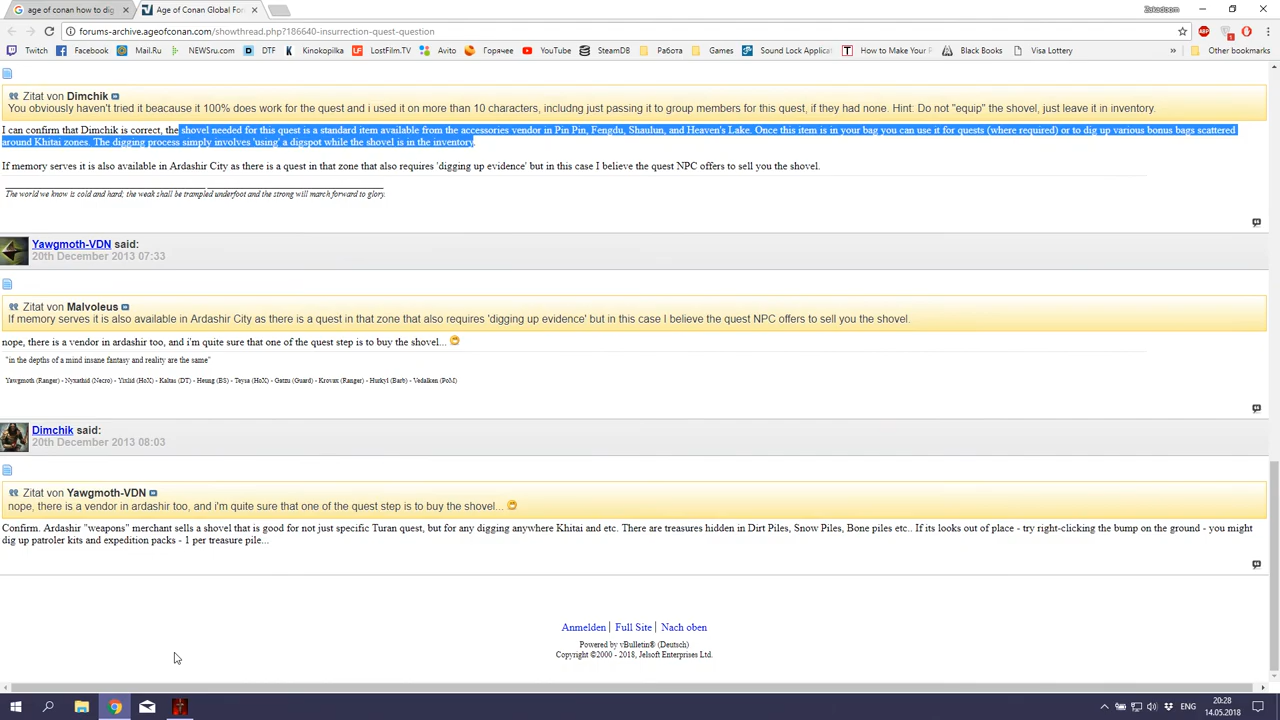 age of conan how to dig
Age of Conan Global For
Zakadoom
forums-archive.ageofconan.com/showthread.php?186640-insurrection-quest-question
Twitch Facebook Mail.Ru NEWSru.com DTF Kinokopilka LostFilm.TV Avito Горячее YouTube SteamDB Работа Games Sound Lock Applicat How to Make Your P Black Books Visa Lottery » Other bookmarks
Zitat von Dimchik
You obviously haven't tried it beacause it 100% does work for the quest and i used it on more than 10 characters, includng just passing it to group members for this quest, if they had none. Hint: Do not "equip" the shovel, just leave it in inventory.
I can confirm that Dimchik is correct, the shovel needed for this quest is a standard item available from the accessories vendor in Pin Pin, Fengdu, Shaulun, and Heaven's Lake. Once this item is in your bag you can use it for quests (where required) or to dig up various bonus bags scattered
around Khitai zones. The digging process simply involves 'using' a digspot while the shovel is in the inventory.
If memory serves it is also available in Ardashir City as there is a quest in that zone that also requires 'digging up evidence' but in this case I believe the quest NPC offers to sell you the shovel.
The world we know is cold and hard; the weak shall be trampled underfoot and the strong will march forward to glory.
Yawgmoth-VDN said:
20th December 2013 07:33
Zitat von Malvoleus
If memory serves it is also available in Ardashir City as there is a quest in that zone that also requires 'digging up evidence' but in this case I believe the quest NPC offers to sell you the shovel.
nope, there is a vendor in ardashir too, and i'm quite sure that one of the quest step is to buy the shovel...
"in the depths of a mind insane fantasy and reality are the same"
Yawgmoth (Ranger) - Nyxathid (Necro) - Yixlid (HoX) - Kaltas (DT) - Heung (BS) - Teysa (HoX) - Gatzu (Guard) - Krovax (Ranger) - Hurkyl (Barb) - Vedalken (PoM)
Dimchik said:
20th December 2013 08:03
Zitat von Yawgmoth-VDN
nope, there is a vendor in ardashir too, and i'm quite sure that one of the quest step is to buy the shovel...
Confirm. Ardashir "weapons" merchant sells a shovel that is good for not just specific Turan quest, but for any digging anywhere Khitai and etc. There are treasures hidden in Dirt Piles, Snow Piles, Bone piles etc.. If its looks out of place - try right-clicking the bump on the ground - you might
dig up patroler kits and expedition packs - 1 per treasure pile...
Anmelden | Full Site | Nach oben
Powered by vBulletin® (Deutsch)
Copyright ©2000 - 2018, Jelsoft Enterprises Ltd.
ENG
20:28
14.05.2018